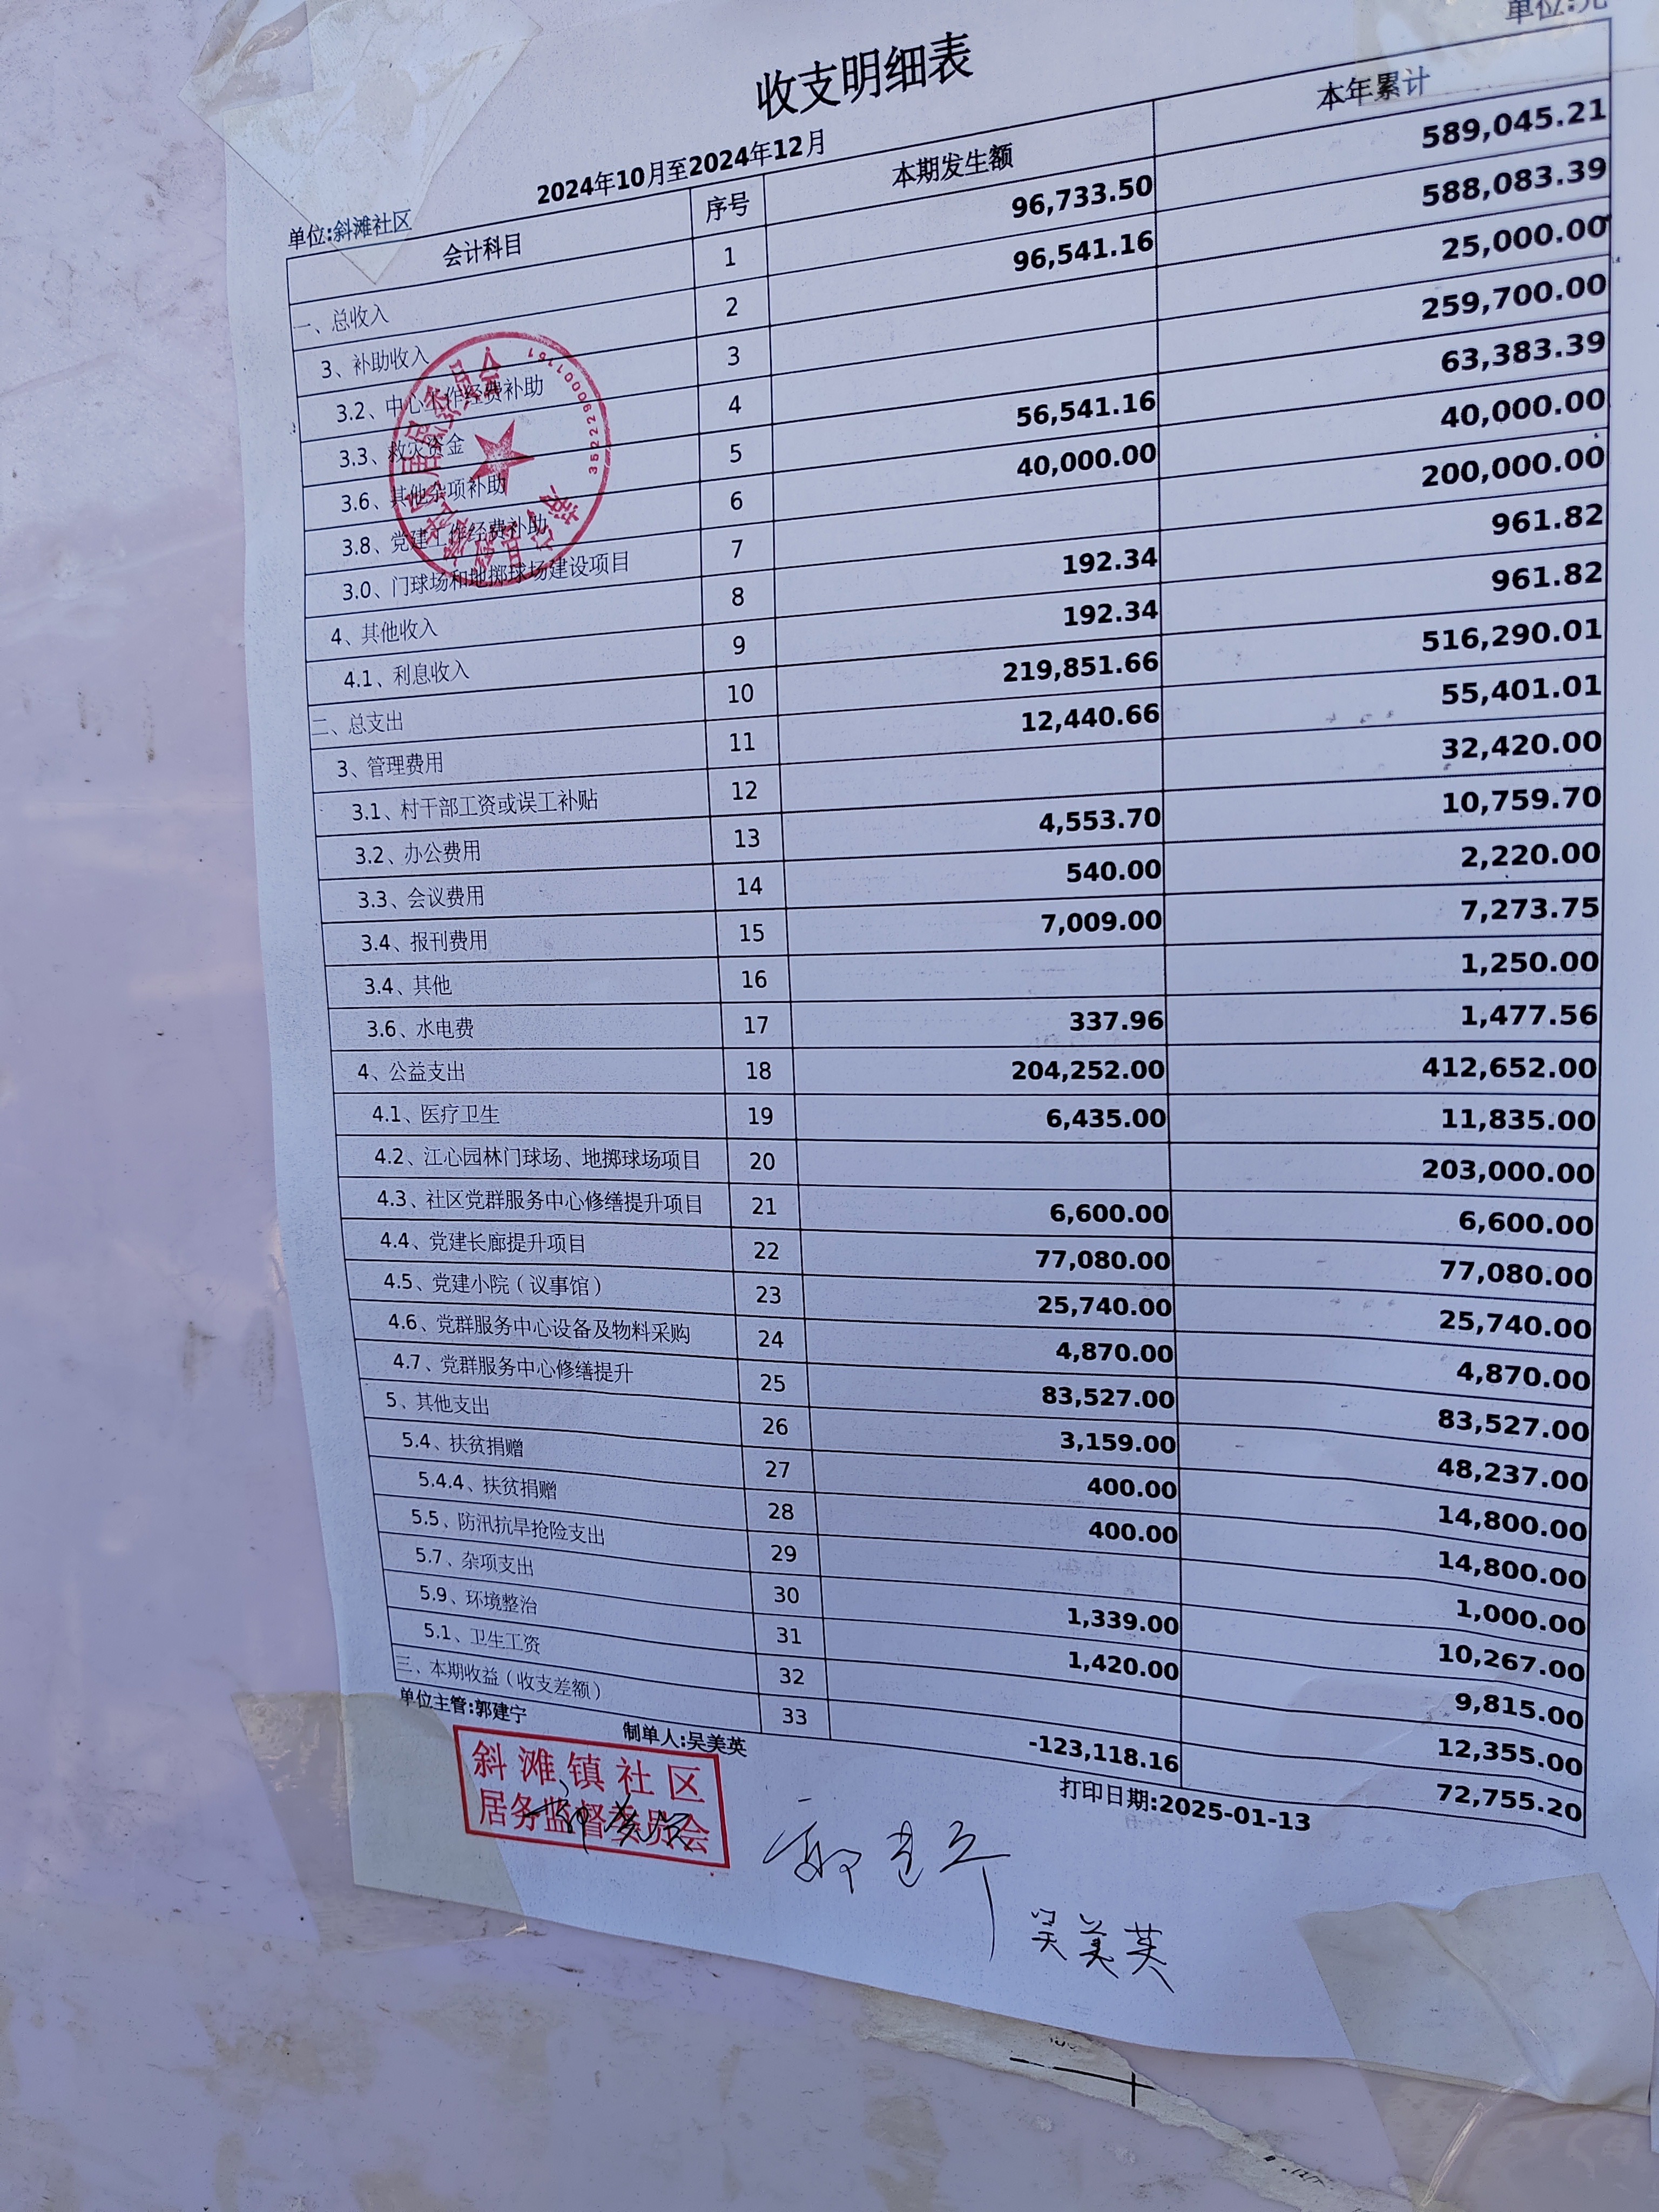 单位:元
收支明细表
2024年10月至2024年12月
单位:斜滩社区
会计科目 序号 本期发生额 本年累计
一、总收入 1 96,733.50 589,045.21
3、补助收入 2 96,541.16 588,083.39
3.2、中心工作经费补助 3 25,000.00
3.3、救灾资金 4 259,700.00
3.6、其他杂项补助 5 56,541.16 63,383.39
3.8、党建工作经费补助 6 40,000.00 40,000.00
3.0、门球场和地掷球场建设项目 7 200,000.00
4、其他收入 8 192.34 961.82
4.1、利息收入 9 192.34 961.82
二、总支出 10 219,851.66 516,290.01
3、管理费用 11 12,440.66 55,401.01
3.1、村干部工资或误工补贴 12 32,420.00
3.2、办公费用 13 4,553.70 10,759.70
3.3、会议费用 14 540.00 2,220.00
3.4、报刊费用 15 7,009.00 7,273.75
3.4、其他 16 1,250.00
3.6、水电费 17 337.96 1,477.56
4、公益支出 18 204,252.00 412,652.00
4.1、医疗卫生 19 6,435.00 11,835.00
4.2、江心园林门球场、地掷球场项目 20 203,000.00
4.3、社区党群服务中心修缮提升项目 21 6,600.00 6,600.00
4.4、党建长廊提升项目 22 77,080.00 77,080.00
4.5、党建小院（议事馆） 23 25,740.00 25,740.00
4.6、党群服务中心设备及物料采购 24 4,870.00 4,870.00
4.7、党群服务中心修缮提升 25 83,527.00 83,527.00
5、其他支出 26 3,159.00 48,237.00
5.4、扶贫捐赠 27 400.00 14,800.00
5.4.4、扶贫捐赠 28 400.00 14,800.00
5.5、防汛抗旱抢险支出 29 1,000.00
5.7、杂项支出 30 1,339.00 10,267.00
5.9、环境整治 31 1,420.00 9,815.00
5.1、卫生工资 32 12,355.00
三、本期收益（收支差额） 33 -123,118.16 72,755.20
单位主管:郭建宁 制单人:吴美英 打印日期:2025-01-13
斜滩镇社区
居务监督委员会
郭建宁
吴美英